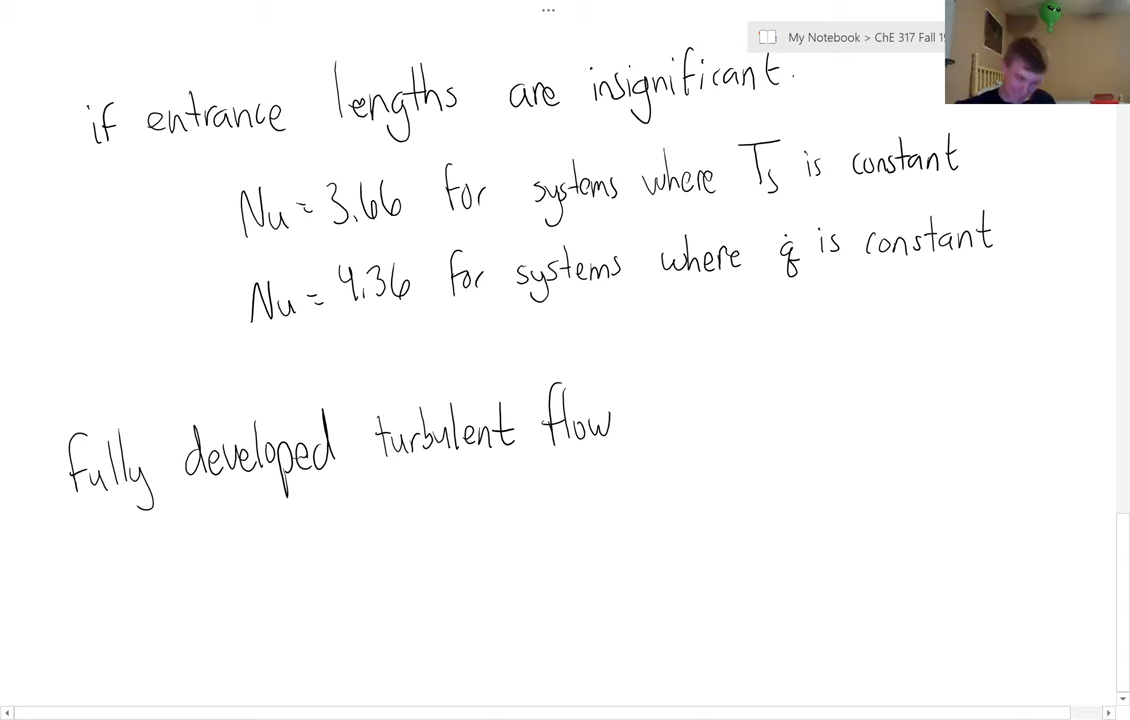 ...
My Notebook > ChE 317 Fall 19
if entrance lengths are insignificant.
Nu = 3.66 for systems where Ts is constant
Nu = 4.36 for systems where q̇ is constant
Fully developed turbulent flow